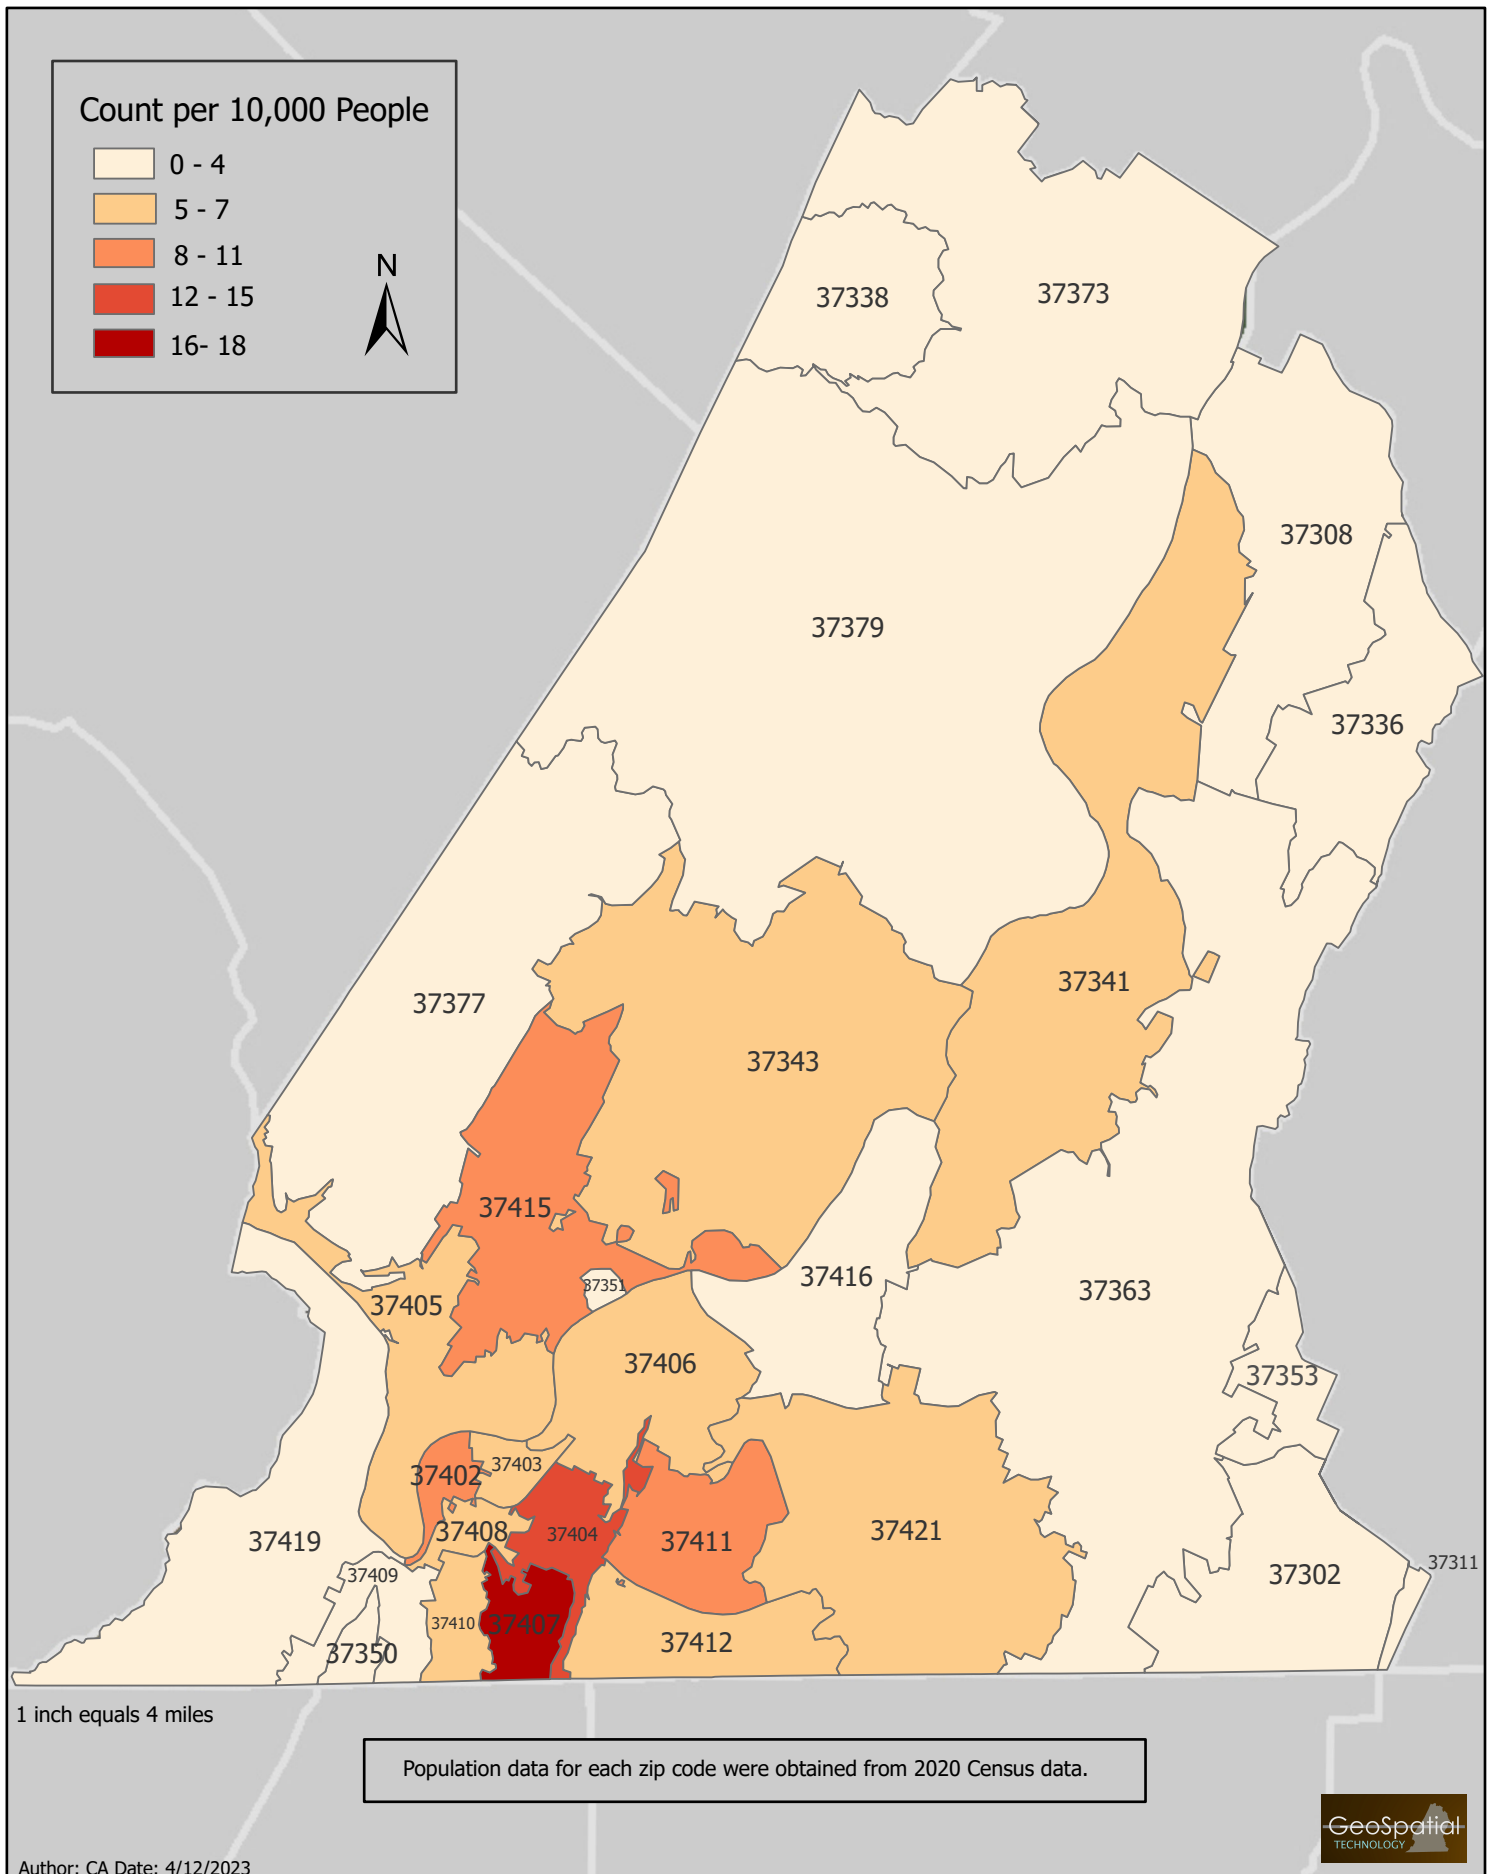 Count per 10,000 People
0 - 4
5 - 7
8 - 11
12 - 15
16- 18
N
37338
37373
37308
37379
37336
37377
37341
37343
37415
37416
37351
37363
37405
37406
37353
37402
37403
37408
37404
37411
37421
37419
37409
37302
37311
37410
37407
37412
37350
1 inch equals 4 miles
Population data for each zip code were obtained from 2020 Census data.
GeoSpatial
TECHNOLOGY
Author: CA Date: 4/12/2023